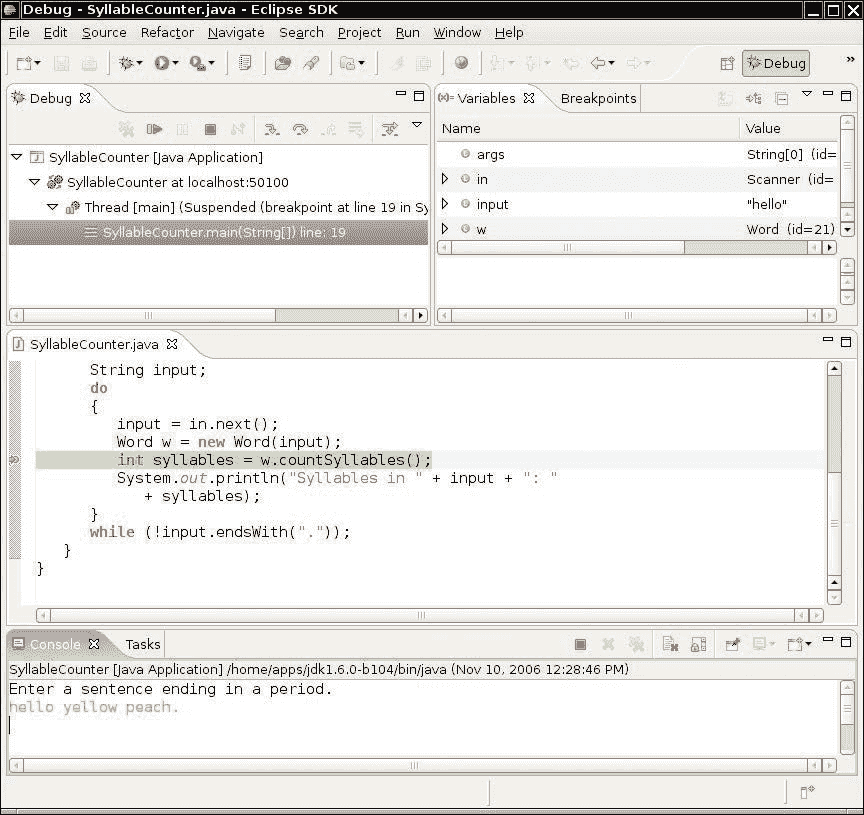 Debug - SyllableCounter.java - Eclipse SDK
File Edit Source Refactor Navigate Search Project Run Window Help
Debug
Debug
Variables Breakpoints
Name Value
SyllableCounter [Java Application]
SyllableCounter at localhost:50100
Thread [main] (Suspended (breakpoint at line 19 in Sy
SyllableCounter.main(String[]) line: 19
args String[0] (id=
in Scanner (id=
input "hello"
w Word (id=21)
SyllableCounter.java
String input;
do
{
input = in.next();
Word w = new Word(input);
int syllables = w.countSyllables();
System.out.println("Syllables in " + input + ": "
+ syllables);
}
while (!input.endsWith("."));
}
}
Console Tasks
SyllableCounter [Java Application] /home/apps/jdk1.6.0-b104/bin/java (Nov 10, 2006 12:28:46 PM)
Enter a sentence ending in a period.
hello yellow peach.